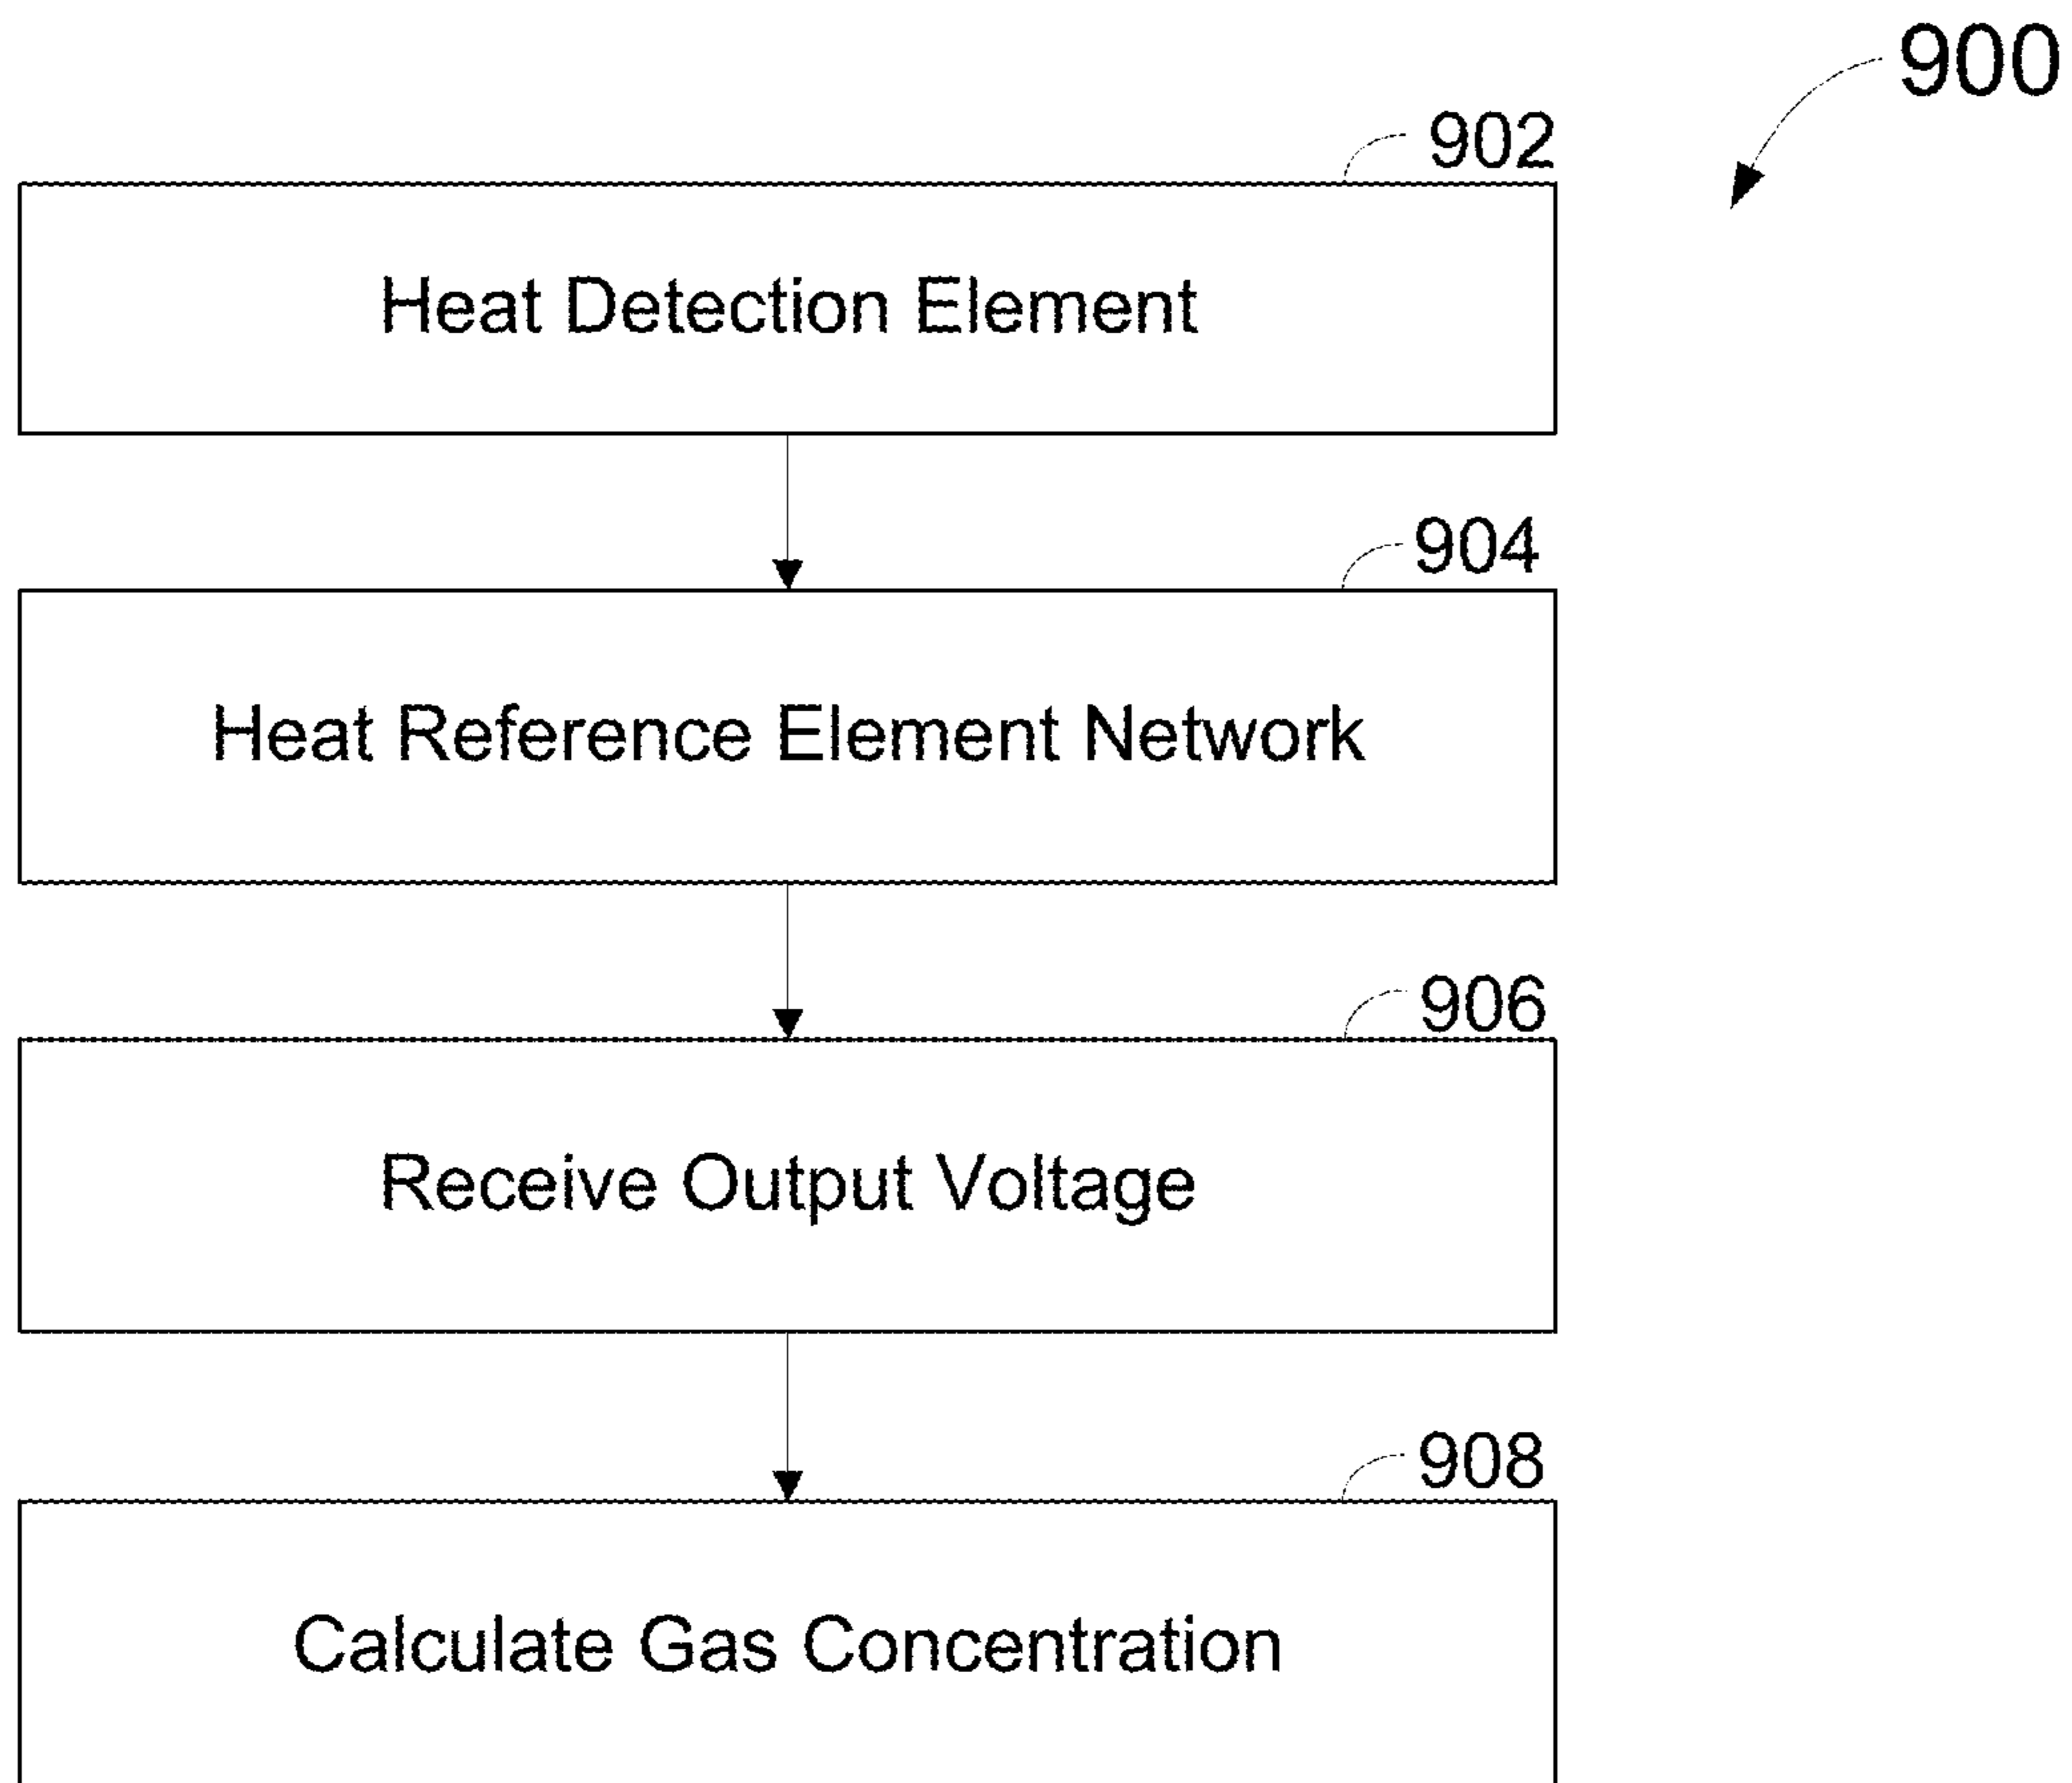 900
902
Heat Detection Element
904
Heat Reference Element Network
906
Receive Output Voltage
908
Calculate Gas Concentration